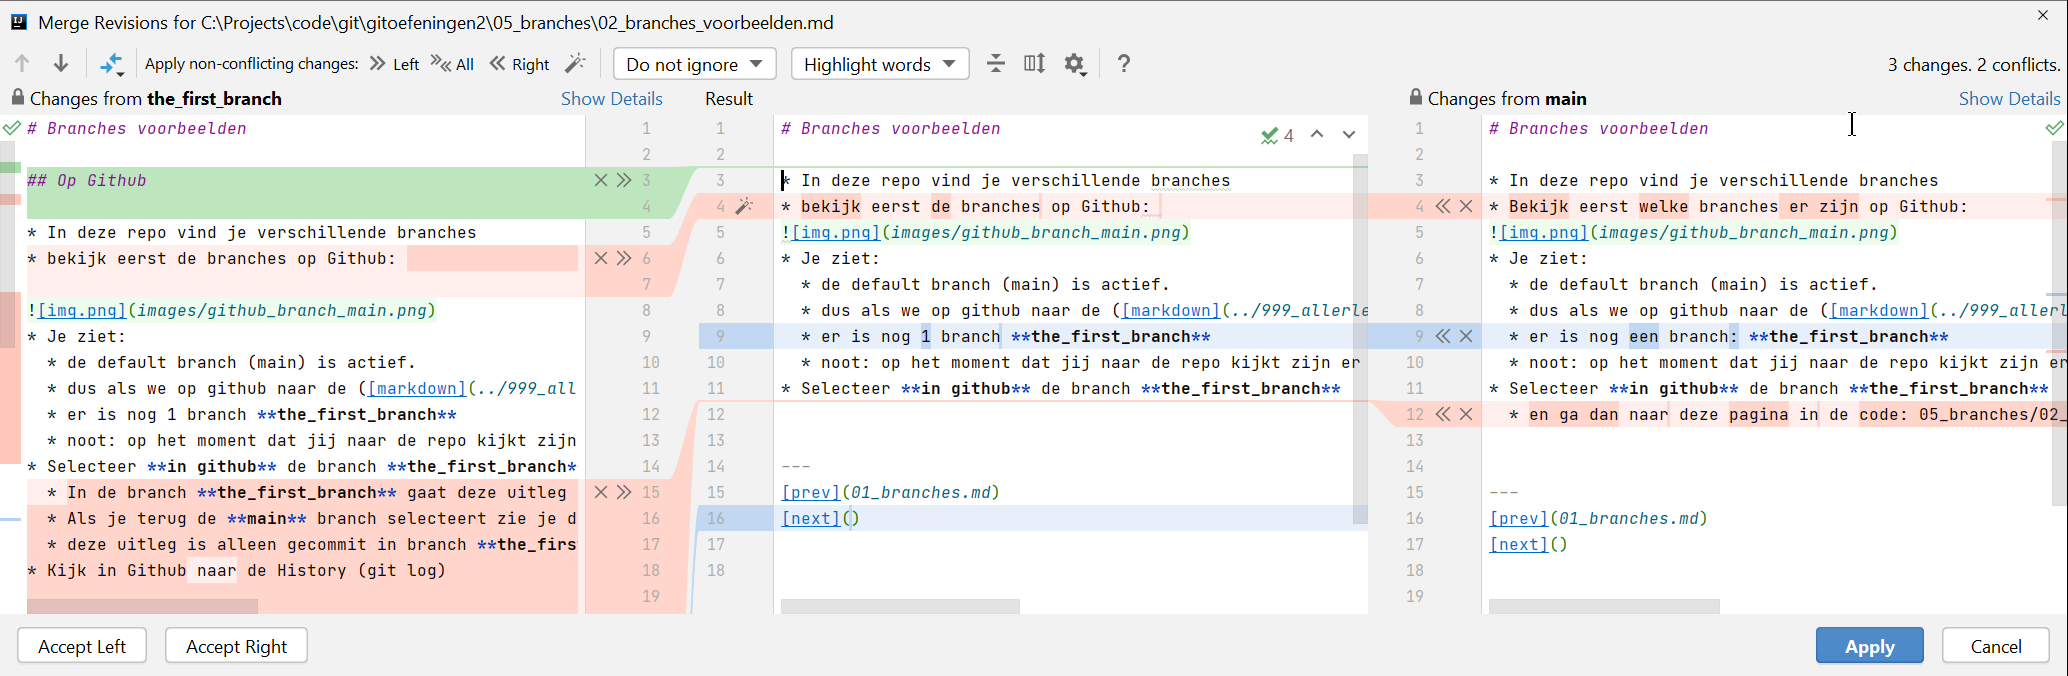 IJ Merge Revisions for C:\Projects\code\git\gitoefeningen2\05_branches\02_branches_voorbeelden.md
Apply non-conflicting changes: Left All Right Do not ignore Highlight words ? 3 changes. 2 conflicts.
Changes from the_first_branch Show Details
# Branches voorbeelden 1
2
## Op Github 3
4
* In deze repo vind je verschillende branches 5
* bekijk eerst de branches op Github: 6
7
![img.png](images/github_branch_main.png) 8
* Je ziet: 9
* de default branch (main) is actief. 10
* dus als we op github naar de ([markdown](../999_all 11
* er is nog 1 branch **the_first_branch** 12
* noot: op het moment dat jij naar de repo kijkt zijn 13
* Selecteer **in github** de branch **the_first_branch* 14
* In de branch **the_first_branch** gaat deze uitleg 15
* Als je terug de **main** branch selecteert zie je d 16
* deze uitleg is alleen gecommit in branch **the_firs 17
* Kijk in Github naar de History (git log) 18
19
Result
4
1 # Branches voorbeelden
2
3 * In deze repo vind je verschillende branches
4 * bekijk eerst de branches op Github:
5 ![img.png](images/github_branch_main.png)
6 * Je ziet:
7 * de default branch (main) is actief.
8 * dus als we op github naar de ([markdown](../999_allerle
9 * er is nog 1 branch **the_first_branch**
10 * noot: op het moment dat jij naar de repo kijkt zijn er
11 * Selecteer **in github** de branch **the_first_branch**
12
13
14 ---
15 [prev](01_branches.md)
16 [next]()
17
18
Changes from main Show Details
1 # Branches voorbeelden
2
3 * In deze repo vind je verschillende branches
4 * Bekijk eerst welke branches er zijn op Github:
5 ![img.png](images/github_branch_main.png)
6 * Je ziet:
7 * de default branch (main) is actief.
8 * dus als we op github naar de ([markdown](../999_allerl
9 * er is nog een branch: **the_first_branch**
10 * noot: op het moment dat jij naar de repo kijkt zijn er
11 * Selecteer **in github** de branch **the_first_branch**
12 * en ga dan naar deze pagina in de code: 05_branches/02_
13
14
15 ---
16 [prev](01_branches.md)
17 [next]()
18
19
Accept Left Accept Right Apply Cancel